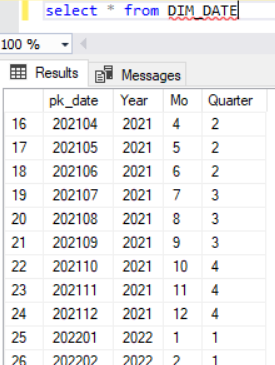 select * from DIM_DATE
100 %
Results Messages
pk_date Year Mo Quarter
16 202104 2021 4 2
17 202105 2021 5 2
18 202106 2021 6 2
19 202107 2021 7 3
20 202108 2021 8 3
21 202109 2021 9 3
22 202110 2021 10 4
23 202111 2021 11 4
24 202112 2021 12 4
25 202201 2022 1 1
26 202202 2022 2 1